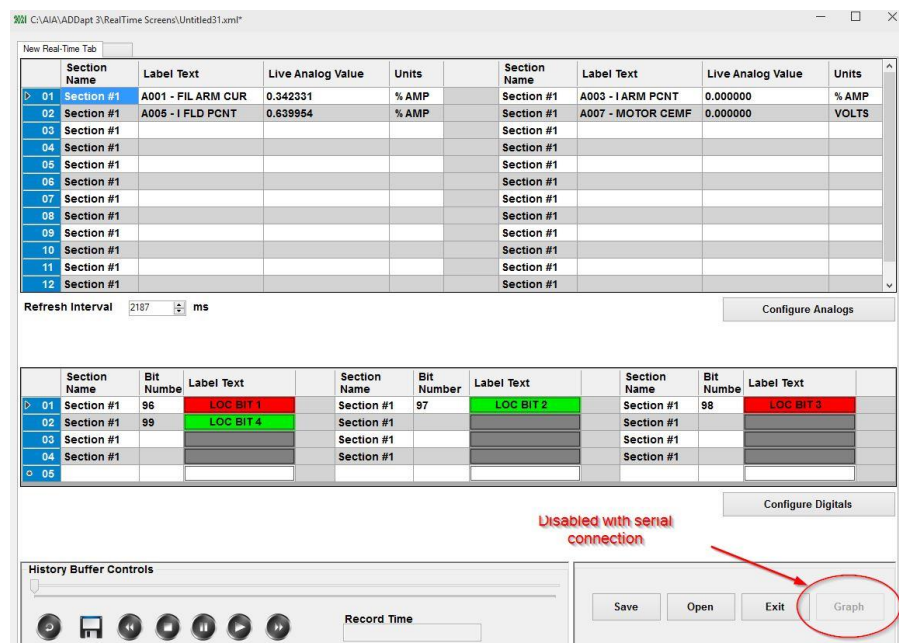 2021 C:\AIA\ADDapt 3\RealTime Screens\Untitled31.xml*
New Real-Time Tab
Section Name Label Text Live Analog Value Units Section Name Label Text Live Analog Value Units
01 Section #1 A001 - FIL ARM CUR 0.342331 % AMP Section #1 A003 - I ARM PCNT 0.000000 % AMP
02 Section #1 A005 - I FLD PCNT 0.639954 % AMP Section #1 A007 - MOTOR CEMF 0.000000 VOLTS
03 Section #1 Section #1
04 Section #1 Section #1
05 Section #1 Section #1
06 Section #1 Section #1
07 Section #1 Section #1
08 Section #1 Section #1
09 Section #1 Section #1
10 Section #1 Section #1
11 Section #1 Section #1
12 Section #1 Section #1
Refresh Interval 2187 ms
Configure Analogs
Section Name Bit Numbe Label Text Section Name Bit Number Label Text Section Name Bit Numbe Label Text
01 Section #1 96 LOC BIT 1 Section #1 97 LOC BIT 2 Section #1 98 LOC BIT 3
02 Section #1 99 LOC BIT 4 Section #1 Section #1
03 Section #1 Section #1 Section #1
04 Section #1 Section #1 Section #1
05
Configure Digitals
Disabled with serial
connection
History Buffer Controls
Record Time
Save Open Exit Graph